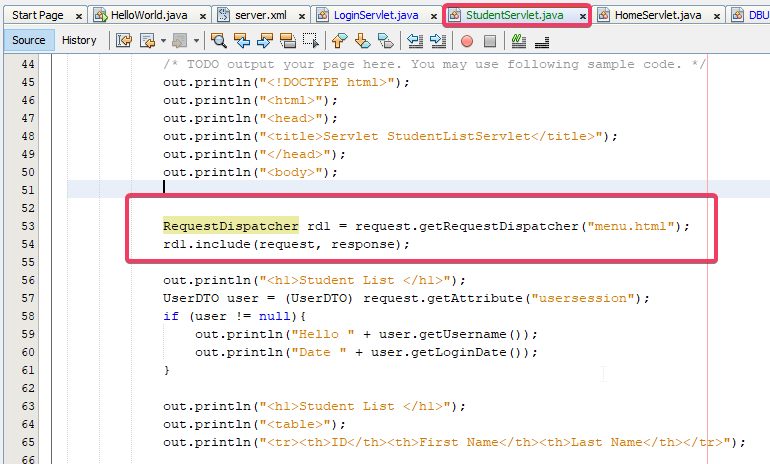 Start Page HelloWorld.java server.xml LoginServlet.java StudentServlet.java HomeServlet.java DBU
Source History
44 /* TODO output your page here. You may use following sample code. */
45 out.println("<!DOCTYPE html>");
46 out.println("<html>");
47 out.println("<head>");
48 out.println("<title>Servlet StudentListServlet</title>");
49 out.println("</head>");
50 out.println("<body>");
51
52
53 RequestDispatcher rd1 = request.getRequestDispatcher("menu.html");
54 rd1.include(request, response);
55
56 out.println("<h1>Student List </h1>");
57 UserDTO user = (UserDTO) request.getAttribute("usersession");
58 if (user != null){
59 out.println("Hello " + user.getUsername());
60 out.println("Date " + user.getLoginDate());
61 }
62
63 out.println("<h1>Student List </h1>");
64 out.println("<table>");
65 out.println("<tr><th>ID</th><th>First Name</th><th>Last Name</th></tr>");
66